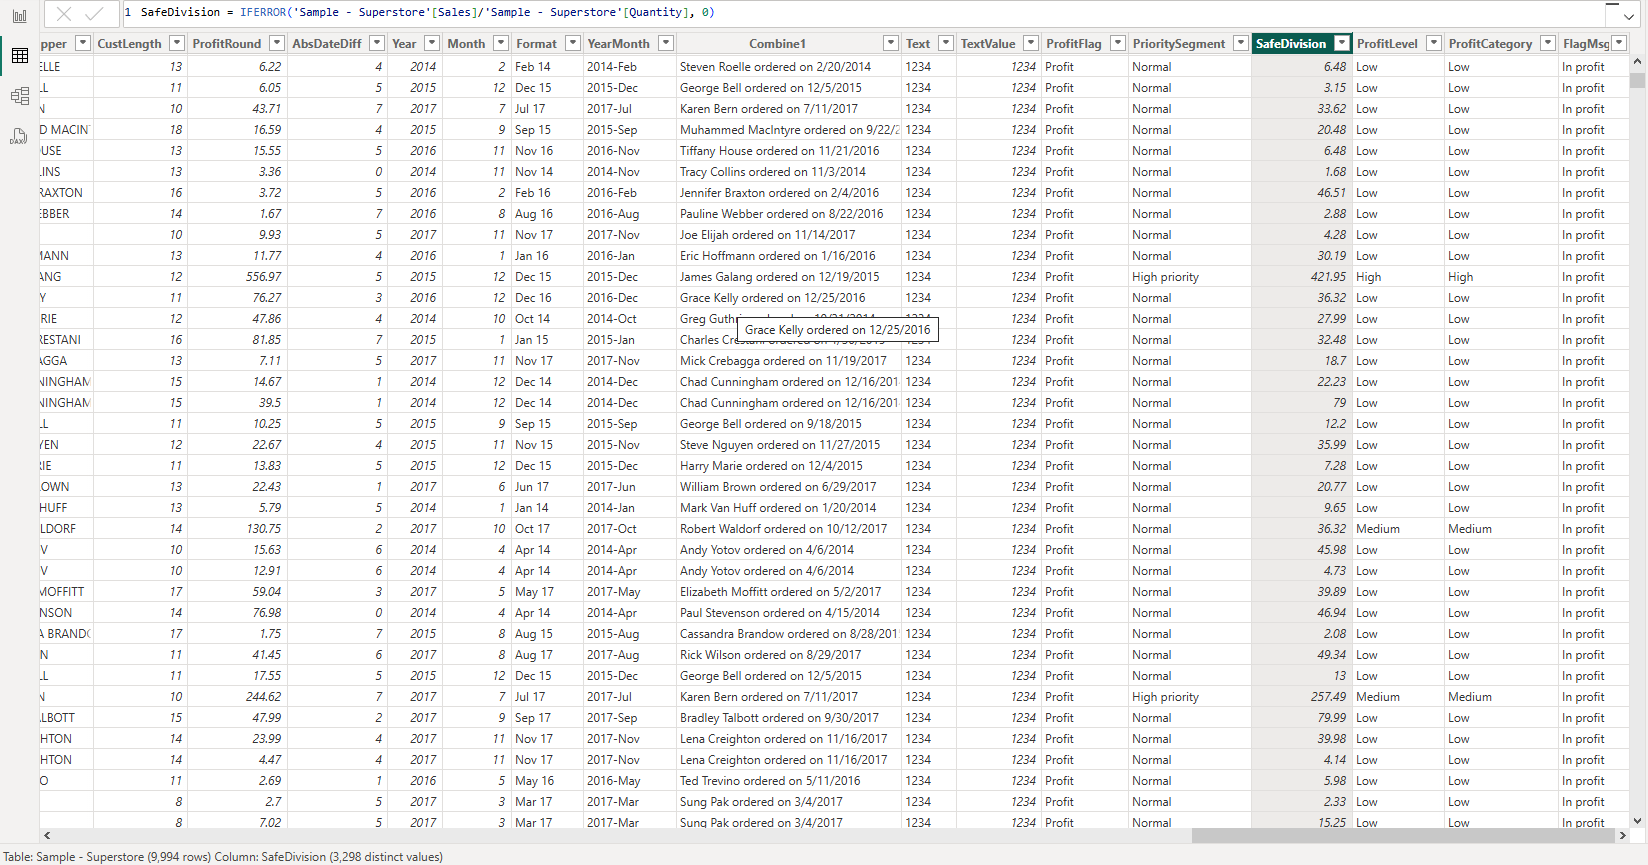 1 SafeDivision = IFERROR('Sample - Superstore'[Sales]/'Sample - Superstore'[Quantity], 0)
pper CustLength ProfitRound AbsDateDiff Year Month Format YearMonth Combine1 Text TextValue ProfitFlag PrioritySegment SafeDivision ProfitLevel ProfitCategory FlagMsg
ELLE 13 6.22 4 2014 2 Feb 14 2014-Feb Steven Roelle ordered on 2/20/2014 1234 1234 Profit Normal 6.48 Low Low In profit
LL 11 6.05 5 2015 12 Dec 15 2015-Dec George Bell ordered on 12/5/2015 1234 1234 Profit Normal 3.15 Low Low In profit
N 10 43.71 7 2017 7 Jul 17 2017-Jul Karen Bern ordered on 7/11/2017 1234 1234 Profit Normal 33.62 Low Low In profit
D MACINT 18 16.59 4 2015 9 Sep 15 2015-Sep Muhammed MacIntyre ordered on 9/22/2 1234 1234 Profit Normal 20.48 Low Low In profit
OUSE 13 15.55 5 2016 11 Nov 16 2016-Nov Tiffany House ordered on 11/21/2016 1234 1234 Profit Normal 6.48 Low Low In profit
LINS 13 3.36 0 2014 11 Nov 14 2014-Nov Tracy Collins ordered on 11/3/2014 1234 1234 Profit Normal 1.68 Low Low In profit
RAXTON 16 3.72 5 2016 2 Feb 16 2016-Feb Jennifer Braxton ordered on 2/4/2016 1234 1234 Profit Normal 46.51 Low Low In profit
EBBER 14 1.67 7 2016 8 Aug 16 2016-Aug Pauline Webber ordered on 8/22/2016 1234 1234 Profit Normal 2.88 Low Low In profit
10 9.93 5 2017 11 Nov 17 2017-Nov Joe Elijah ordered on 11/14/2017 1234 1234 Profit Normal 4.28 Low Low In profit
MANN 13 11.77 4 2016 1 Jan 16 2016-Jan Eric Hoffmann ordered on 1/16/2016 1234 1234 Profit Normal 30.19 Low Low In profit
ANG 12 556.97 5 2015 12 Dec 15 2015-Dec James Galang ordered on 12/19/2015 1234 1234 Profit High priority 421.95 High High In profit
Y 11 76.27 3 2016 12 Dec 16 2016-Dec Grace Kelly ordered on 12/25/2016 1234 1234 Profit Normal 36.32 Low Low In profit
RIE 12 47.86 4 2014 10 Oct 14 2014-Oct Greg Guth 1234 Profit Normal 27.99 Low Low In profit
Grace Kelly ordered on 12/25/2016
RESTANI 16 81.85 7 2015 1 Jan 15 2015-Jan Charles 1234 Profit Normal 32.48 Low Low In profit
AGGA 13 7.11 5 2017 11 Nov 17 2017-Nov Mick Crebagga ordered on 11/19/2017 1234 1234 Profit Normal 18.7 Low Low In profit
NINGHAM 15 14.67 1 2014 12 Dec 14 2014-Dec Chad Cunningham ordered on 12/16/201 1234 1234 Profit Normal 22.23 Low Low In profit
NINGHAM 15 39.5 1 2014 12 Dec 14 2014-Dec Chad Cunningham ordered on 12/16/201 1234 1234 Profit Normal 79 Low Low In profit
LL 11 10.25 5 2015 9 Sep 15 2015-Sep George Bell ordered on 9/18/2015 1234 1234 Profit Normal 12.2 Low Low In profit
YEN 12 22.67 4 2015 11 Nov 15 2015-Nov Steve Nguyen ordered on 11/27/2015 1234 1234 Profit Normal 35.99 Low Low In profit
RIE 11 13.83 5 2015 12 Dec 15 2015-Dec Harry Marie ordered on 12/4/2015 1234 1234 Profit Normal 7.28 Low Low In profit
OWN 13 22.43 1 2017 6 Jun 17 2017-Jun William Brown ordered on 6/29/2017 1234 1234 Profit Normal 20.77 Low Low In profit
HUFF 13 5.79 5 2014 1 Jan 14 2014-Jan Mark Van Huff ordered on 1/20/2014 1234 1234 Profit Normal 9.65 Low Low In profit
LDORF 14 130.75 2 2017 10 Oct 17 2017-Oct Robert Waldorf ordered on 10/12/2017 1234 1234 Profit Normal 36.32 Medium Medium In profit
V 10 15.63 6 2014 4 Apr 14 2014-Apr Andy Yotov ordered on 4/6/2014 1234 1234 Profit Normal 45.98 Low Low In profit
V 10 12.91 6 2014 4 Apr 14 2014-Apr Andy Yotov ordered on 4/6/2014 1234 1234 Profit Normal 4.73 Low Low In profit
MOFFITT 17 59.04 3 2017 5 May 17 2017-May Elizabeth Moffitt ordered on 5/2/2017 1234 1234 Profit Normal 39.89 Low Low In profit
NSON 14 76.98 0 2014 4 Apr 14 2014-Apr Paul Stevenson ordered on 4/15/2014 1234 1234 Profit Normal 46.94 Low Low In profit
A BRANDO 17 1.75 7 2015 8 Aug 15 2015-Aug Cassandra Brandow ordered on 8/28/201 1234 1234 Profit Normal 2.08 Low Low In profit
N 11 41.45 6 2017 8 Aug 17 2017-Aug Rick Wilson ordered on 8/29/2017 1234 1234 Profit Normal 49.34 Low Low In profit
LL 11 17.55 5 2015 12 Dec 15 2015-Dec George Bell ordered on 12/5/2015 1234 1234 Profit Normal 13 Low Low In profit
N 10 244.62 7 2017 7 Jul 17 2017-Jul Karen Bern ordered on 7/11/2017 1234 1234 Profit High priority 257.49 Medium Medium In profit
ALBOTT 15 47.99 2 2017 9 Sep 17 2017-Sep Bradley Talbott ordered on 9/30/2017 1234 1234 Profit Normal 79.99 Low Low In profit
HTON 14 23.99 4 2017 11 Nov 17 2017-Nov Lena Creighton ordered on 11/16/2017 1234 1234 Profit Normal 39.98 Low Low In profit
HTON 14 4.47 4 2017 11 Nov 17 2017-Nov Lena Creighton ordered on 11/16/2017 1234 1234 Profit Normal 4.14 Low Low In profit
O 11 2.69 1 2016 5 May 16 2016-May Ted Trevino ordered on 5/11/2016 1234 1234 Profit Normal 5.98 Low Low In profit
8 2.7 5 2017 3 Mar 17 2017-Mar Sung Pak ordered on 3/4/2017 1234 1234 Profit Normal 2.33 Low Low In profit
8 7.02 5 2017 3 Mar 17 2017-Mar Sung Pak ordered on 3/4/2017 1234 1234 Profit Normal 15.25 Low Low In profit
Table: Sample - Superstore (9,994 rows) Column: SafeDivision (3,298 distinct values)